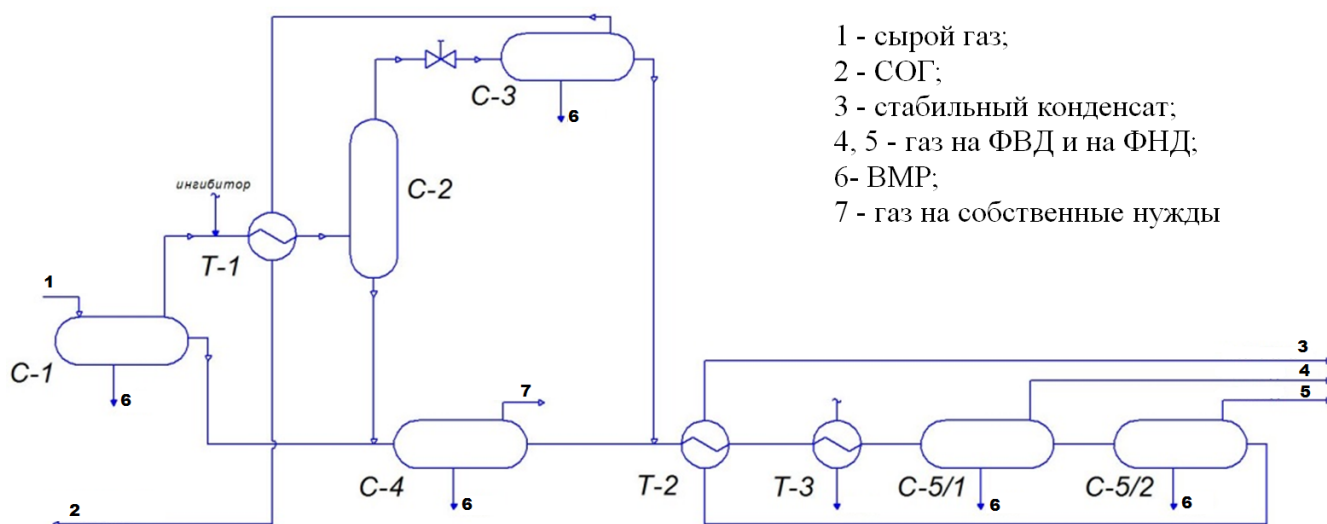 1 - сырой газ;
2 - СОГ;
3 - стабильный конденсат;
4, 5 - газ на ФВД и на ФНД;
6- ВМР;
7 - газ на собственные нужды
С-3
6
С-2
ингибитор
Т-1
1
С-1
6
7
С-4
6
2
3
4
5
Т-2
Т-3
С-5/1
6
С-5/2
6